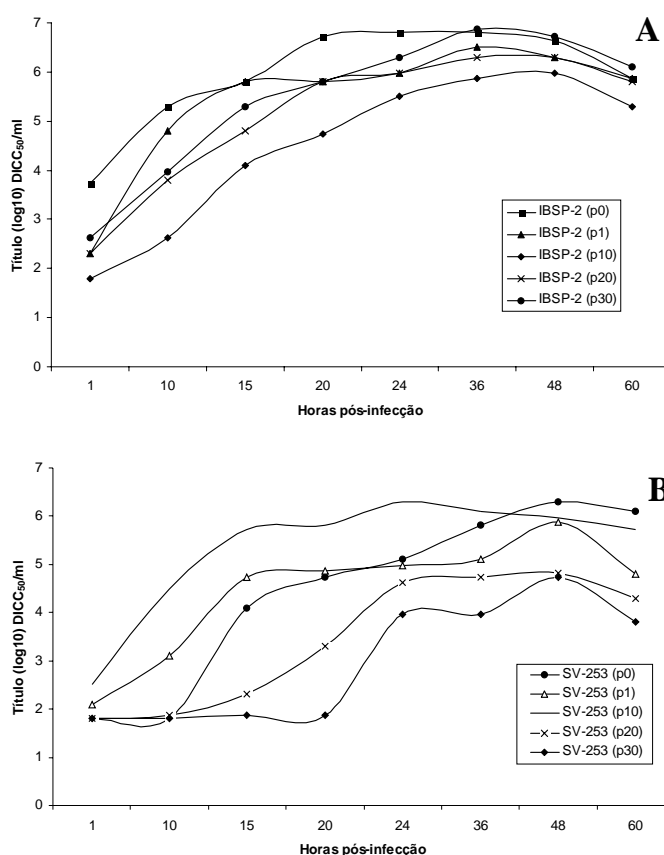 A
7
6
5
4
3
2
1
0
Título (log10) DICC50/ml
IBSP-2 (p0)
IBSP-2 (p1)
IBSP-2 (p10)
IBSP-2 (p20)
IBSP-2 (p30)
1 10 15 20 24 36 48 60
Horas pós-infecção
B
7
6
5
4
3
2
1
0
Título (log10) DICC50/ml
SV-253 (p0)
SV-253 (p1)
SV-253 (p10)
SV-253 (p20)
SV-253 (p30)
1 10 15 20 24 36 48 60
Horas pós-infecção